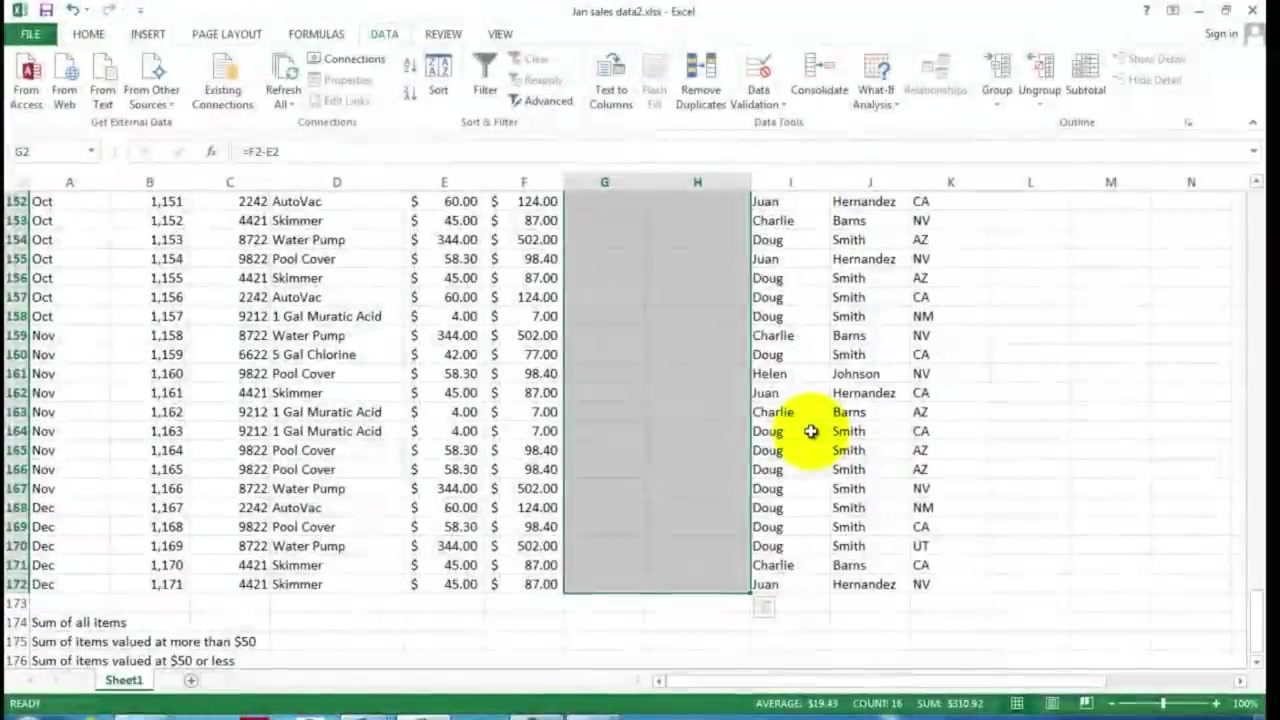 Jan sales data2.xlsx - Excel
FILE HOME INSERT PAGE LAYOUT FORMULAS DATA REVIEW VIEW Sign in
From Access From Web From Text From Other Sources Existing Connections Refresh All Connections Properties Edit Links Sort Filter Clear Reapply Advanced Text to Columns Flash Fill Remove Duplicates Data Validation Consolidate What-If Analysis Relationships Group Ungroup Subtotal Show Detail Hide Detail
Get External Data Connections Sort & Filter Data Tools Outline
G2 fx =F2-E2
A B C D E F G H I J K L M N
152 Oct 1,151 2242 AutoVac $ 60.00 $ 124.00 Juan Hernandez CA
153 Oct 1,152 4421 Skimmer $ 45.00 $ 87.00 Charlie Barns NV
154 Oct 1,153 8722 Water Pump $ 344.00 $ 502.00 Doug Smith AZ
155 Oct 1,154 9822 Pool Cover $ 58.30 $ 98.40 Juan Hernandez NV
156 Oct 1,155 4421 Skimmer $ 45.00 $ 87.00 Doug Smith AZ
157 Oct 1,156 2242 AutoVac $ 60.00 $ 124.00 Doug Smith CA
158 Oct 1,157 9212 1 Gal Muratic Acid $ 4.00 $ 7.00 Doug Smith NM
159 Nov 1,158 8722 Water Pump $ 344.00 $ 502.00 Charlie Barns NV
160 Nov 1,159 6622 5 Gal Chlorine $ 42.00 $ 77.00 Doug Smith CA
161 Nov 1,160 9822 Pool Cover $ 58.30 $ 98.40 Helen Johnson NV
162 Nov 1,161 4421 Skimmer $ 45.00 $ 87.00 Juan Hernandez CA
163 Nov 1,162 9212 1 Gal Muratic Acid $ 4.00 $ 7.00 Charlie Barns AZ
164 Nov 1,163 9212 1 Gal Muratic Acid $ 4.00 $ 7.00 Doug Smith CA
165 Nov 1,164 9822 Pool Cover $ 58.30 $ 98.40 Doug Smith AZ
166 Nov 1,165 9822 Pool Cover $ 58.30 $ 98.40 Doug Smith AZ
167 Nov 1,166 8722 Water Pump $ 344.00 $ 502.00 Doug Smith NV
168 Dec 1,167 2242 AutoVac $ 60.00 $ 124.00 Doug Smith NM
169 Dec 1,168 9822 Pool Cover $ 58.30 $ 98.40 Doug Smith CA
170 Dec 1,169 8722 Water Pump $ 344.00 $ 502.00 Doug Smith UT
171 Dec 1,170 4421 Skimmer $ 45.00 $ 87.00 Charlie Barns CA
172 Dec 1,171 4421 Skimmer $ 45.00 $ 87.00 Juan Hernandez NV
173
174 Sum of all items
175 Sum of items valued at more than $50
176 Sum of items valued at $50 or less
Sheet1
READY AVERAGE: $19.43 COUNT: 16 SUM: $310.92 100%